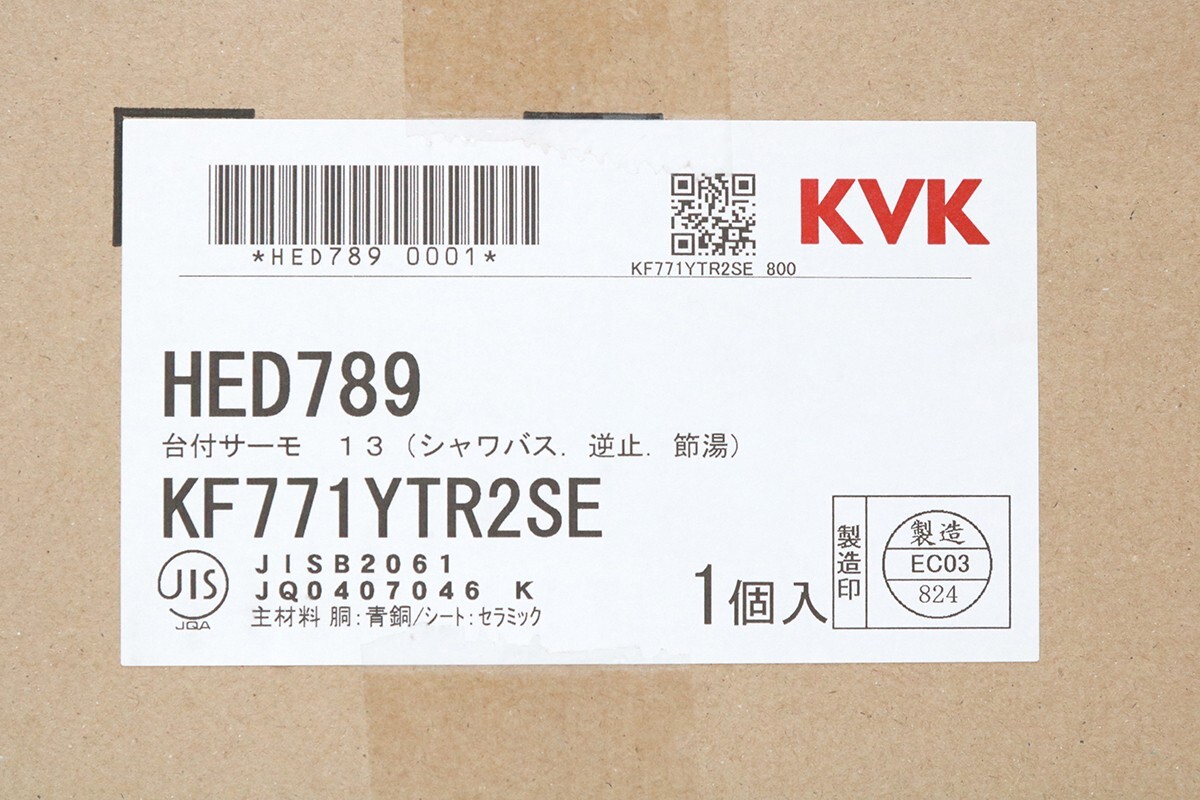 *HED789 0001*
KF771YTR2SE 800
KVK
HED789
台付サーモ 13(シャワバス. 逆止. 節湯)
KF771YTR2SE
JIS
JQA
JISB2061
JQ0407046 K
主材料 胴:青銅/シート:セラミック
1個入
製造印
製造
EC03
824